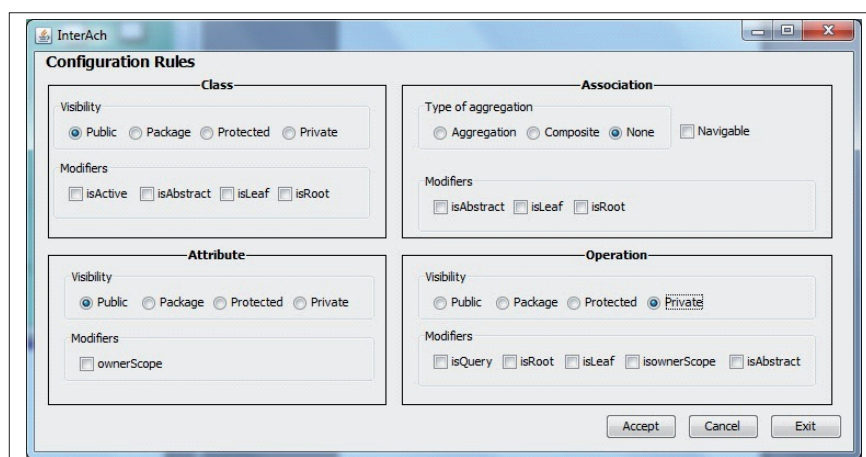 InterAch
Configuration Rules
Class
Visibility
Public Package Protected Private
Modifiers
isActive isAbstract isLeaf isRoot
Association
Type of aggregation
Aggregation Composite None Navigable
Modifiers
isAbstract isLeaf isRoot
Attribute
Visibility
Public Package Protected Private
Modifiers
ownerScope
Operation
Visibility
Public Package Protected Private
Modifiers
isQuery isRoot isLeaf isownerScope isAbstract
Accept Cancel Exit